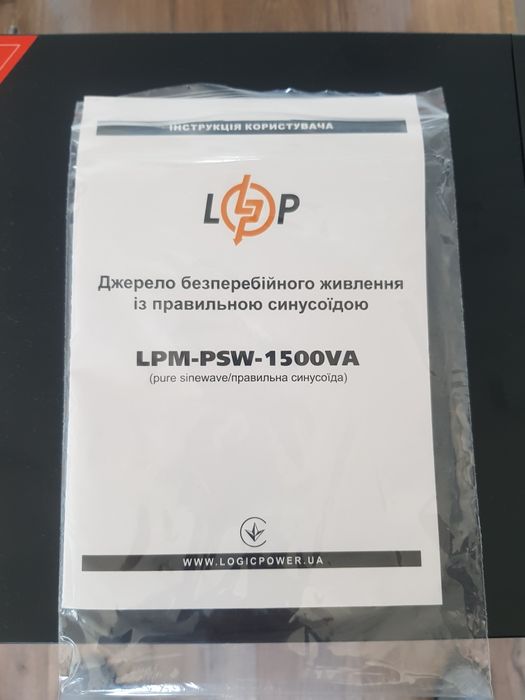 ІНСТРУКЦІЯ КОРИСТУВАЧА
LP
Джерело безперебійного живлення
із правильною синусоїдою
LPM-PSW-1500VA
(pure sinewave/правильна синусоїда)
WWW.LOGICPOWER.UA